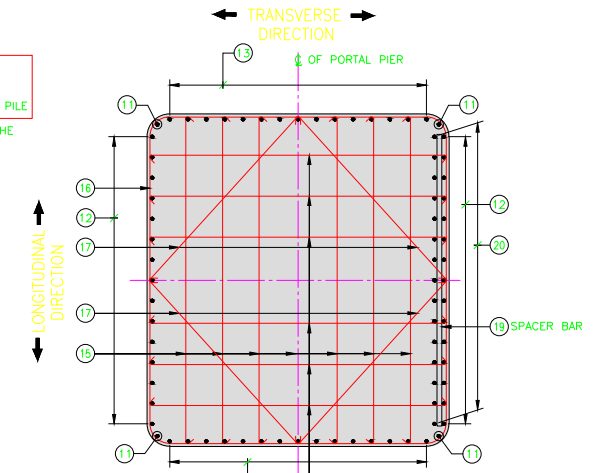 TRANSVERSE
DIRECTION
13
℄ OF PORTAL PIER
PILE
HE
11
11
16
12
12
17
20
LONGITUDINAL
DIRECTION
17
19 SPACER BAR
15
11
11